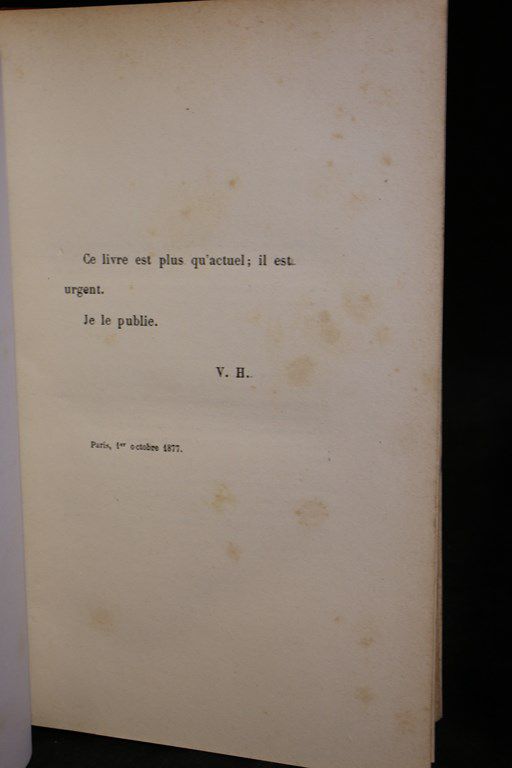 Ce livre est plus qu'actuel; il est
urgent.
Je le publie.
V. H.
Paris, 1er octobre 1877.